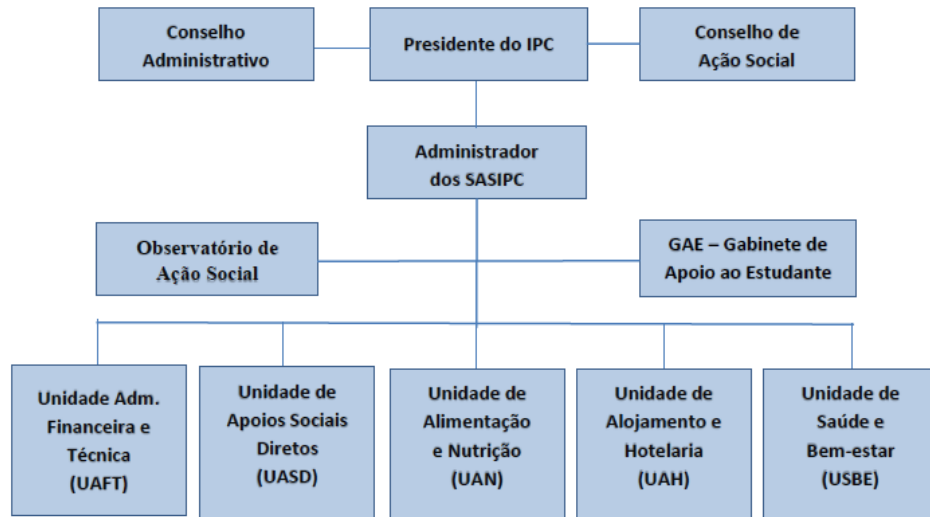 Conselho
Administrativo
Presidente do IPC
Conselho de
Ação Social
Administrador
dos SASIPC
Observatório de
Ação Social
GAE – Gabinete de
Apoio ao Estudante
Unidade Adm.
Financeira e
Técnica
(UAFT)
Unidade de
Apoios Sociais
Diretos
(UASD)
Unidade de
Alimentação
e Nutrição
(UAN)
Unidade de
Alojamento e
Hotelaria
(UAH)
Unidade de
Saúde e
Bem-estar
(USBE)